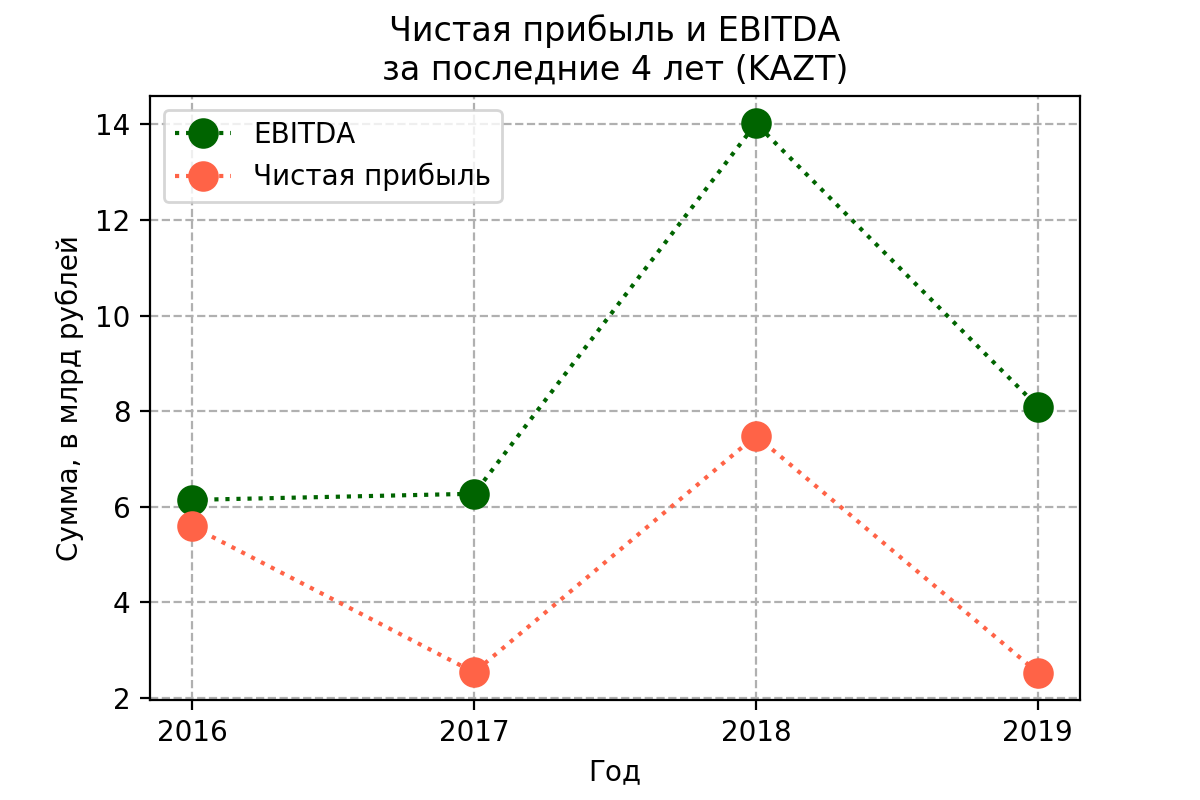 Чистая прибыль и EBITDA
за последние 4 лет (KAZT)
EBITDA
Чистая прибыль
Сумма, в млрд рублей
14
12
10
8
6
4
2
2016
2017
2018
2019
Год